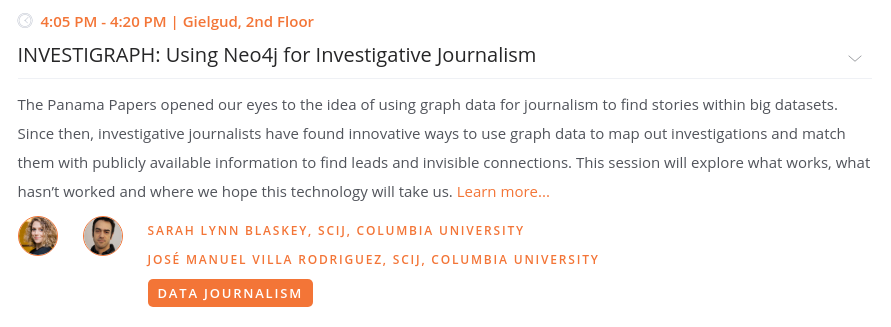 4:05 PM - 4:20 PM | Gielgud, 2nd Floor
INVESTIGRAPH: Using Neo4j for Investigative Journalism
The Panama Papers opened our eyes to the idea of using graph data for journalism to find stories within big datasets.
Since then, investigative journalists have found innovative ways to use graph data to map out investigations and match
them with publicly available information to find leads and invisible connections. This session will explore what works, what
hasn't worked and where we hope this technology will take us. Learn more...
SARAH LYNN BLASKEY, SCIJ, COLUMBIA UNIVERSITY
JOSÉ MANUEL VILLA RODRIGUEZ, SCIJ, COLUMBIA UNIVERSITY
DATA JOURNALISM